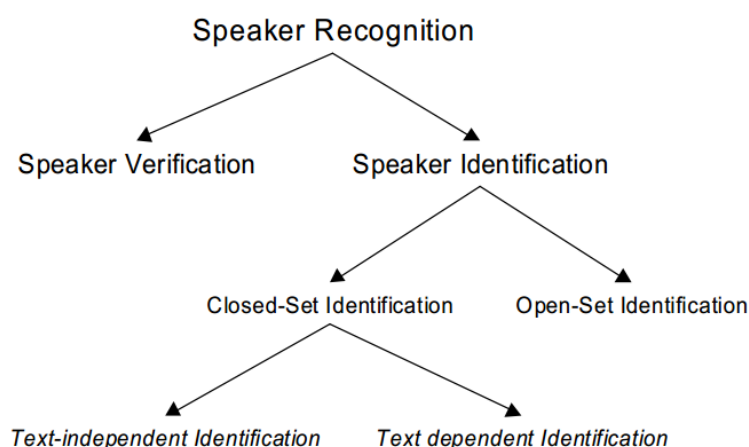 Speaker Recognition
Speaker Verification Speaker Identification
Closed-Set Identification Open-Set Identification
Text-independent Identification Text dependent Identification